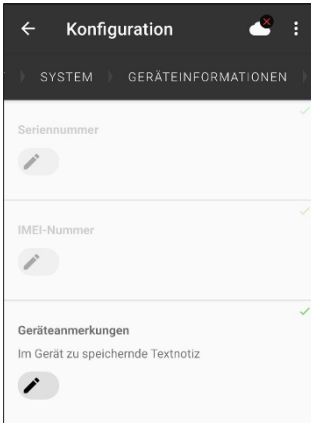 Konfiguration
SYSTEM GERÄTEINFORMATIONEN
Seriennummer
IMEI-Nummer
Geräteanmerkungen
Im Gerät zu speichernde Textnotiz